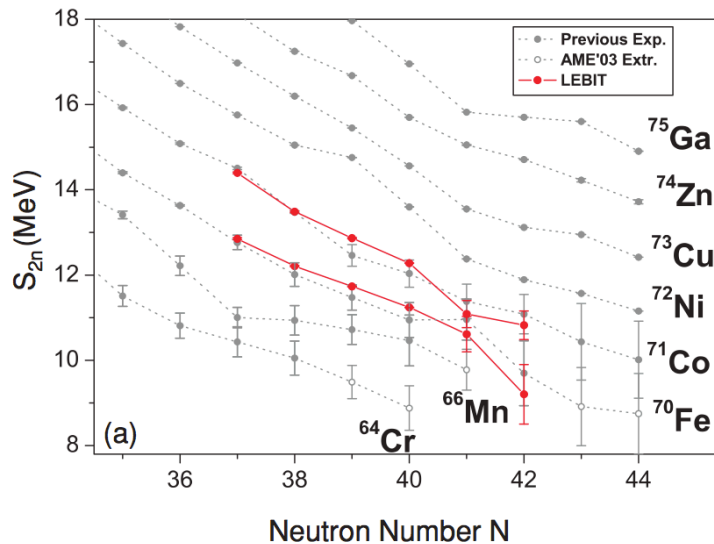 18
16
14
12
10
8
S2n (MeV)
Previous Exp.
AME'03 Extr.
LEBIT
75Ga
74Zn
73Cu
72Ni
71Co
70Fe
66Mn
64Cr
(a)
36 38 40 42 44
Neutron Number N